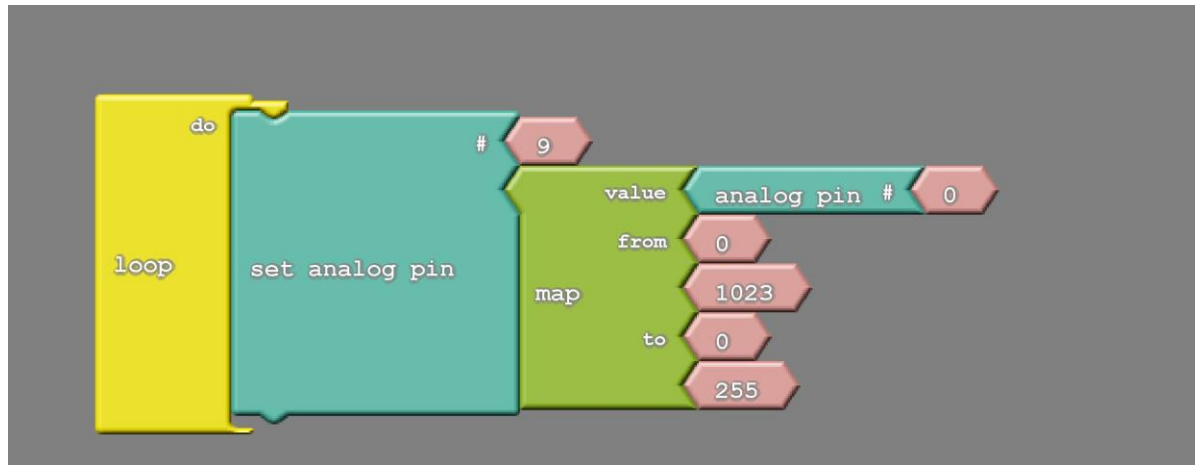 do
# 9
value analog pin # 0
from 0
loop set analog pin map 1023
to 0
255